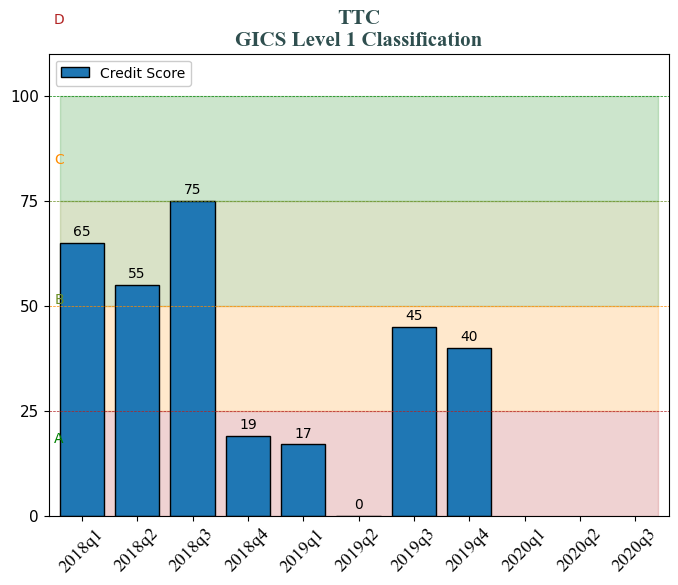 D
TTC
GICS Level 1 Classification
Credit Score
100
C
75
75
65
55
50
B
45
40
25
19
17
A
0
0
2018q1
2018q2
2018q3
2018q4
2019q1
2019q2
2019q3
2019q4
2020q1
2020q2
2020q3